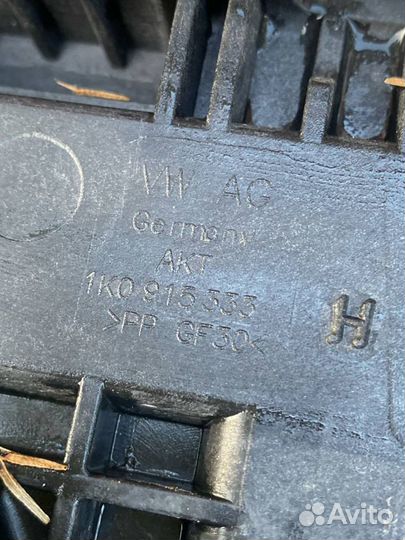 VW AG
Germany
AKT
1K0 915 333
>PP GF30<
H
Avito